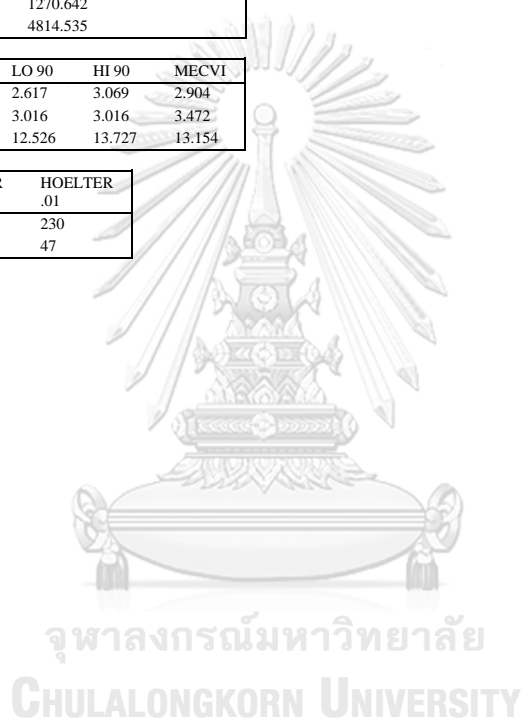 1270.642
4814.535
LO 90 HI 90 MECVI
2.617 3.069 2.904
3.016 3.016 3.472
12.526 13.727 13.154
R HOELTER
.01
230
47
จุฬาลงกรณ์มหาวิทยาลัย
CHULALONGKORN UNIVERSITY